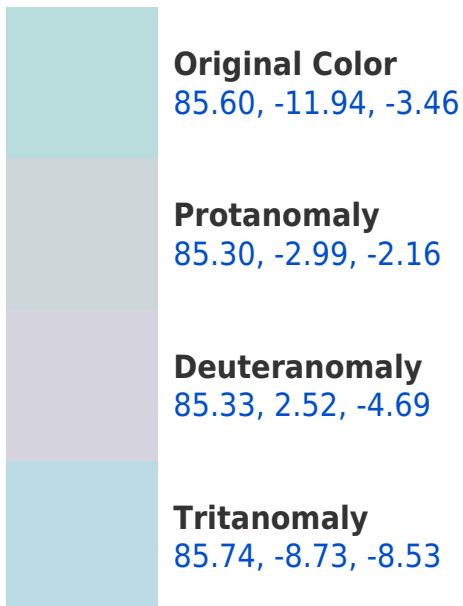 Original Color
85.60, -11.94, -3.46
Protanomaly
85.30, -2.99, -2.16
Deuteranomaly
85.33, 2.52, -4.69
Tritanomaly
85.74, -8.73, -8.53